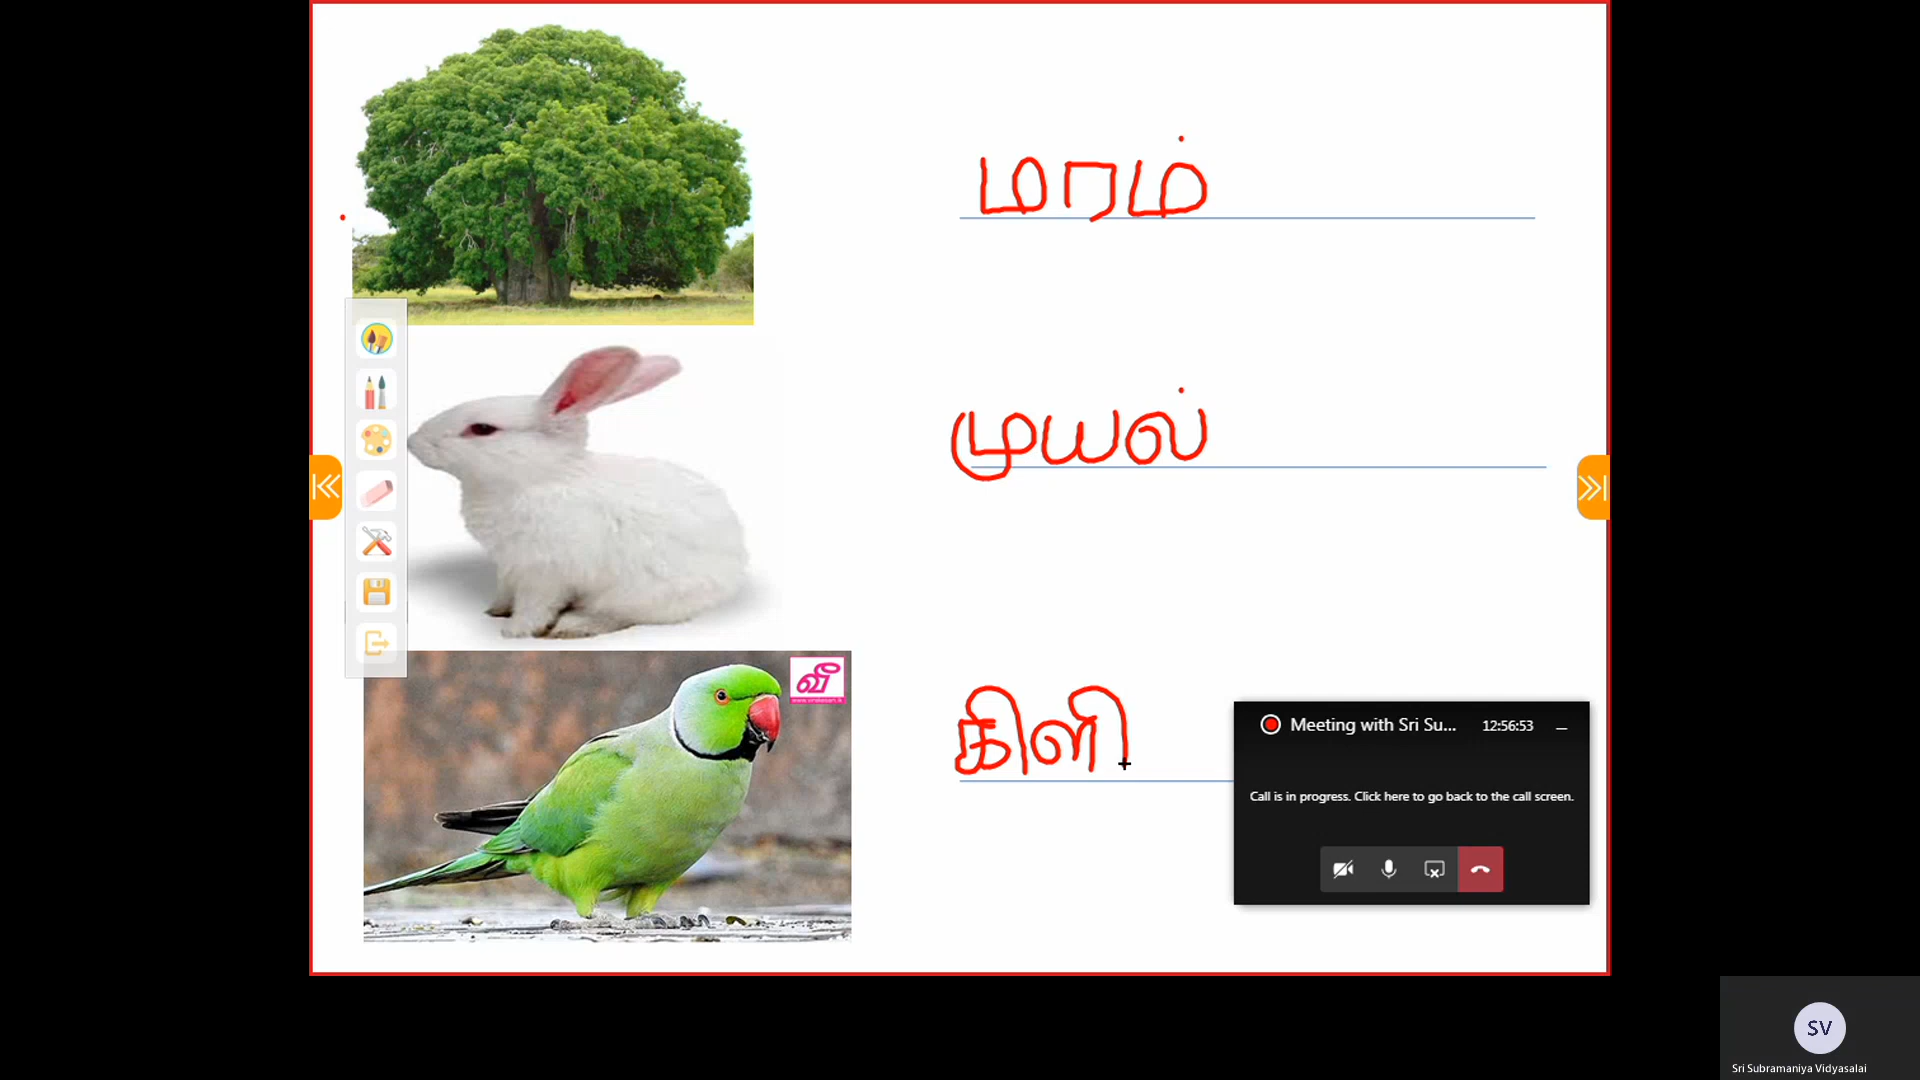 மரம்
முயல்
வீ
கிளி
Meeting with Sri Su... 12:56:53
Call is in progress. Click here to go back to the call screen.
SV
Sri Subramaniya Vidyasalai